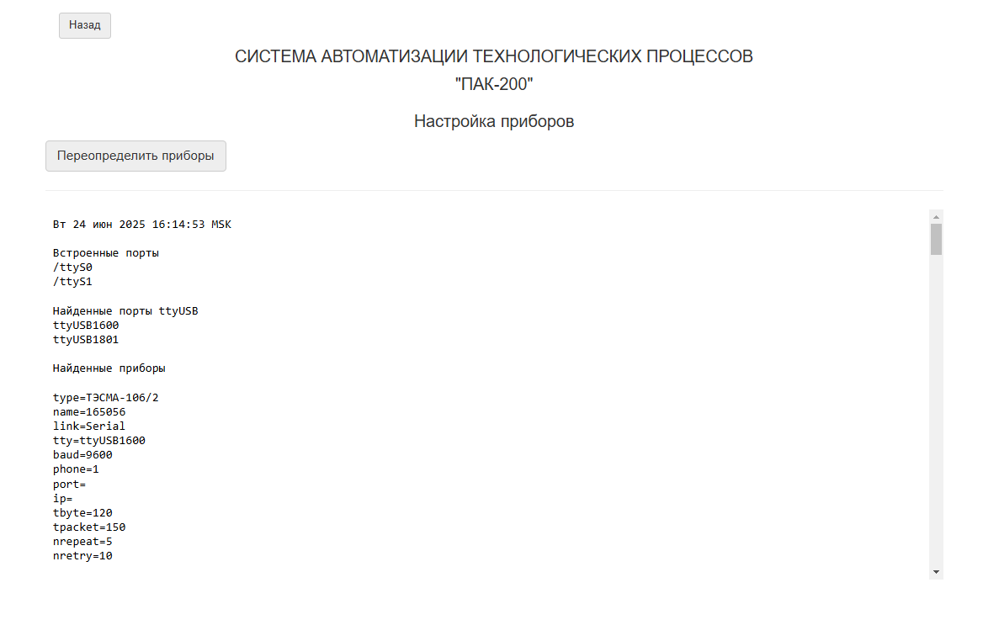 Назад
СИСТЕМА АВТОМАТИЗАЦИИ ТЕХНОЛОГИЧЕСКИХ ПРОЦЕССОВ
"ПАК-200"
Настройка приборов
Переопределить приборы
Вт 24 июн 2025 16:14:53 MSK
Встроенные порты
/ttyS0
/ttyS1
Найденные порты ttyUSB
ttyUSB1600
ttyUSB1801
Найденные приборы
type=ТЭСМА-106/2
name=165056
link=Serial
tty=ttyUSB1600
baud=9600
phone=1
port=
ip=
tbyte=120
tpacket=150
nrepeat=5
nretry=10